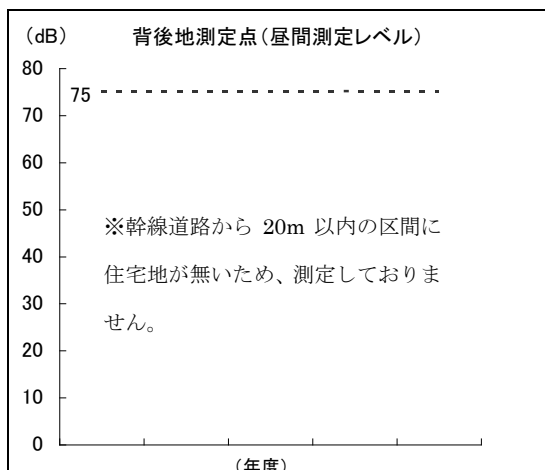 (dB) 背後地測定点(昼間測定レベル)
80
75
70
60
50
※幹線道路から 20m 以内の区間に
40
住宅地が無いため、測定しておりま
30
せん。
20
10
0
(年度)